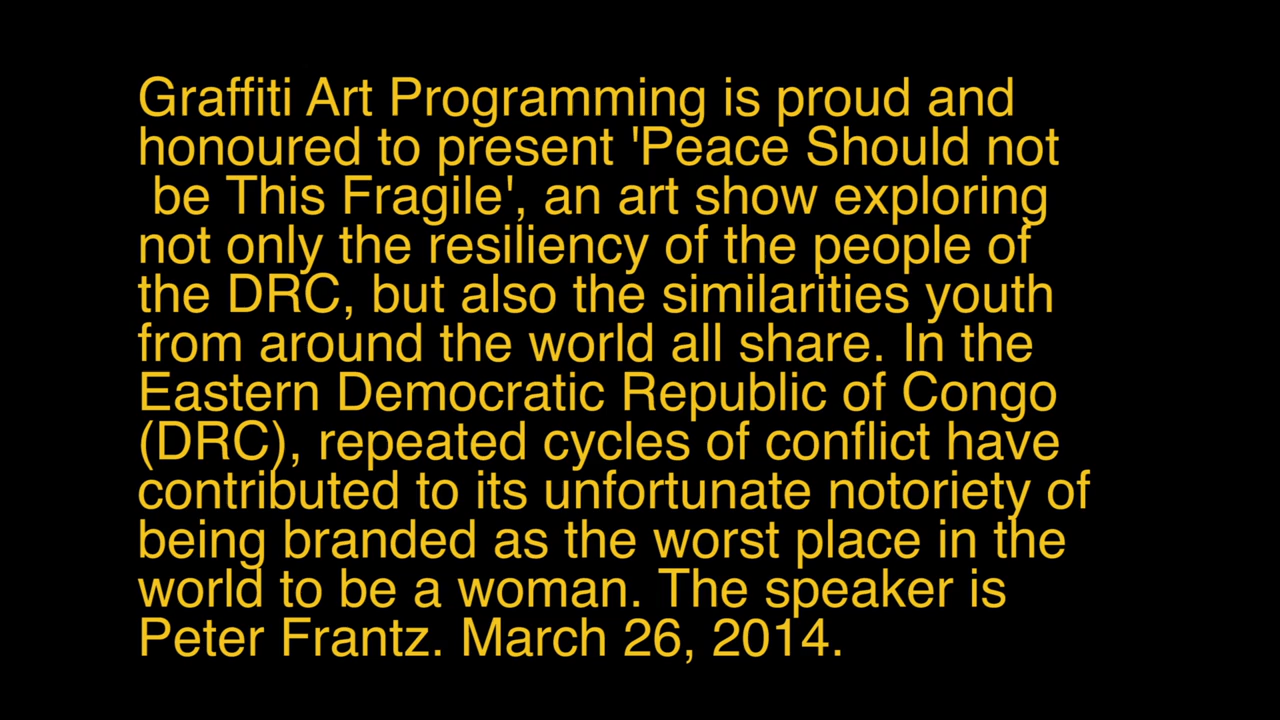 Graffiti Art Programming is proud and
honoured to present 'Peace Should not
be This Fragile', an art show exploring
not only the resiliency of the people of
the DRC, but also the similarities youth
from around the world all share. In the
Eastern Democratic Republic of Congo
(DRC), repeated cycles of conflict have
contributed to its unfortunate notoriety of
being branded as the worst place in the
world to be a woman. The speaker is
Peter Frantz. March 26, 2014.